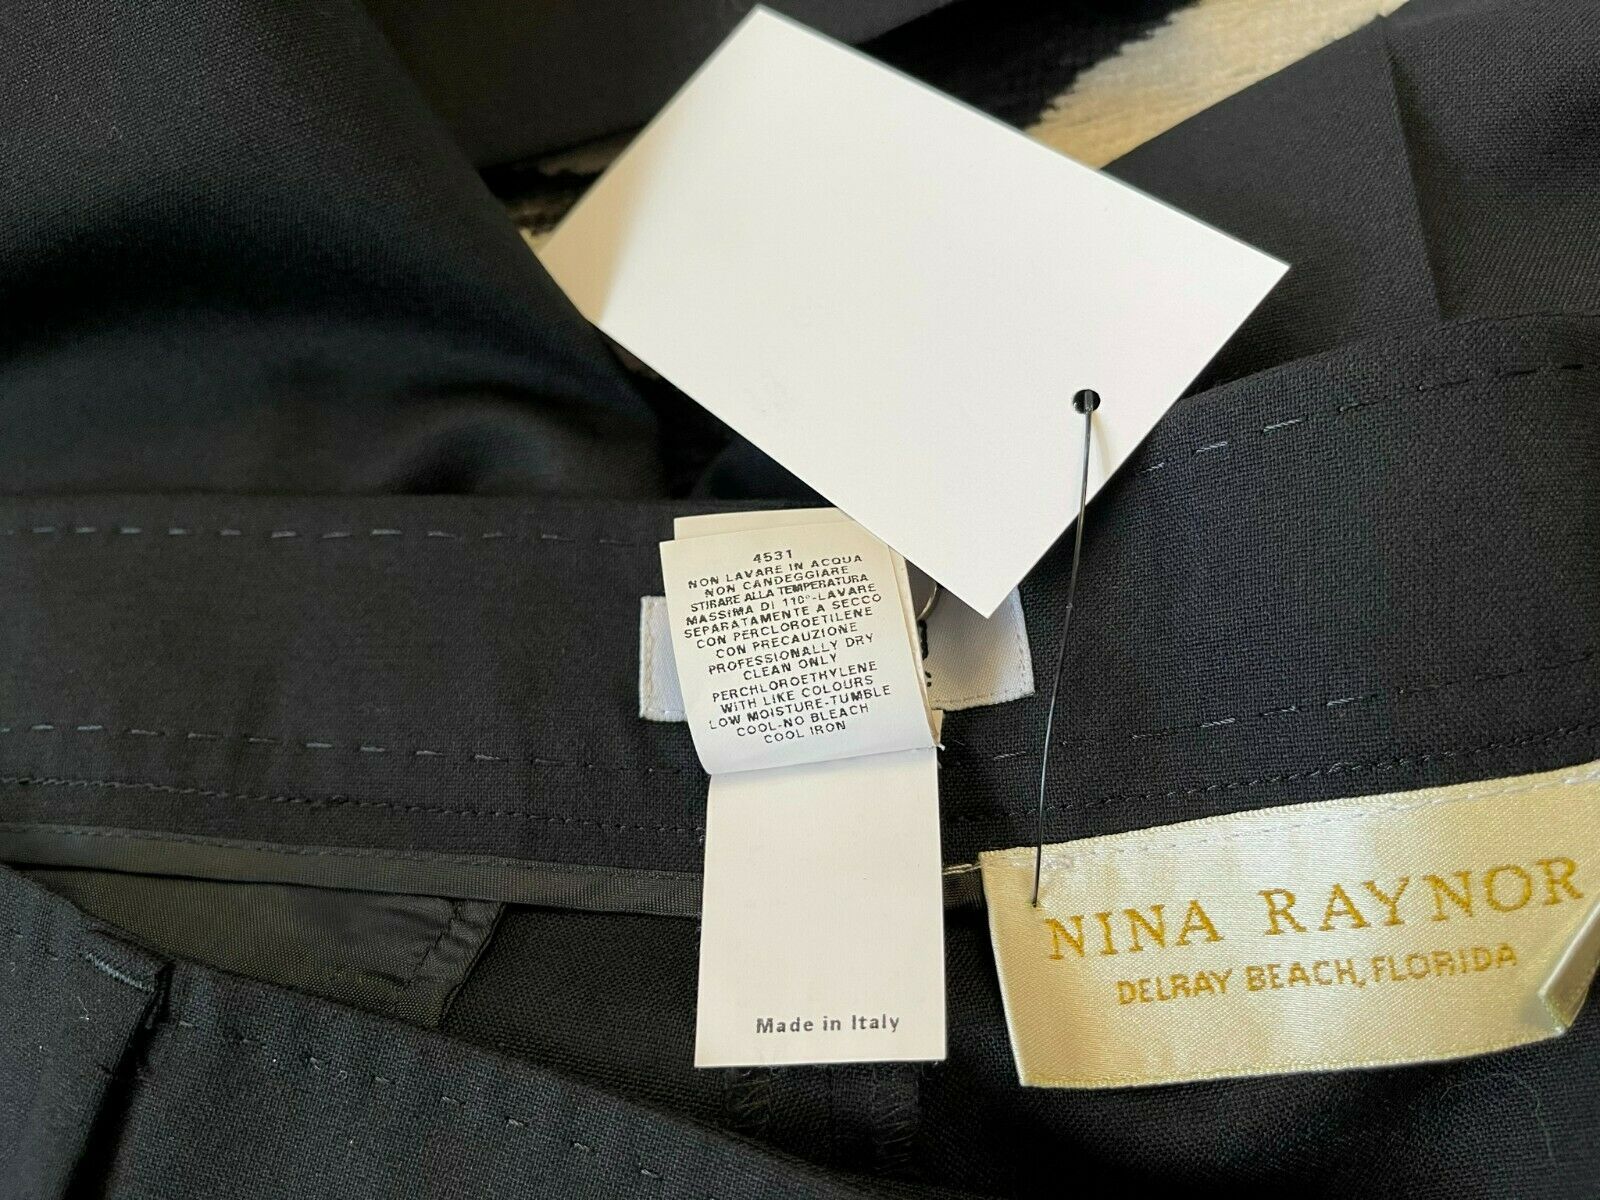 4531
NON LAVARE IN ACQUA
NON CANDEGGIARE
STIRARE ALLA TEMPERATURA
MASSIMA DI 110°-LAVARE
SEPARATAMENTE A SECCO
CON PERCLOROETILENE
CON PRECAUZIONE
PROFESSIONALLY DRY
CLEAN ONLY
PERCHLOROETHYLENE
WITH LIKE COLOURS
LOW MOISTURE-TUMBLE
COOL-NO BLEACH
COOL IRON
Made in Italy
NINA RAYNOR
DELRAY BEACH, FLORIDA